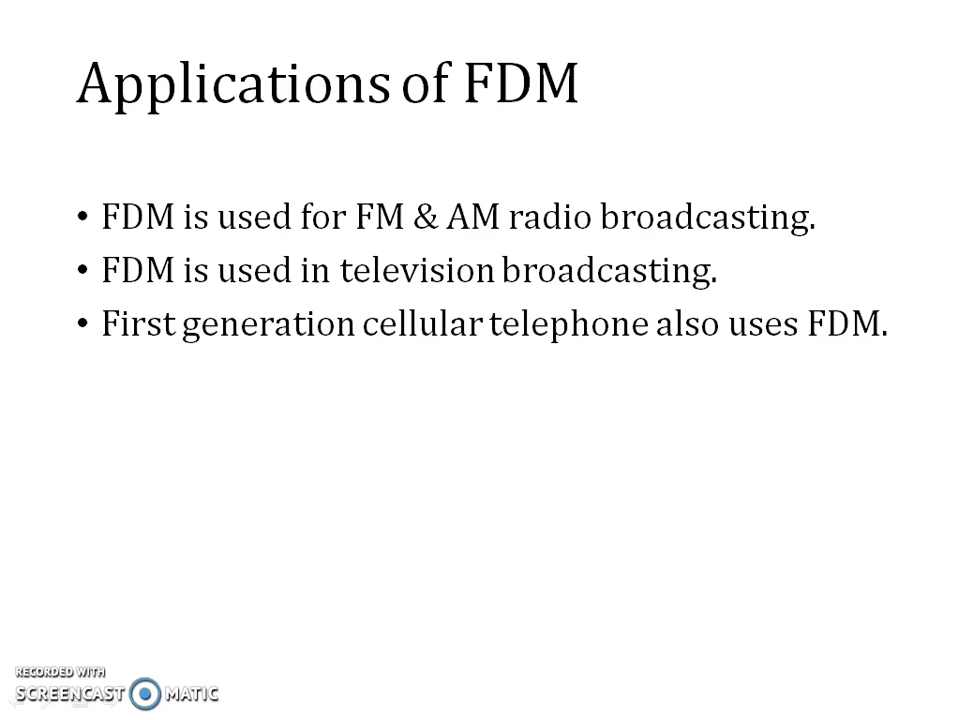 Applications of FDM
• FDM is used for FM & AM radio broadcasting.
• FDM is used in television broadcasting.
• First generation cellular telephone also uses FDM.
RECORDED WITH
SCREENCAST MATIC